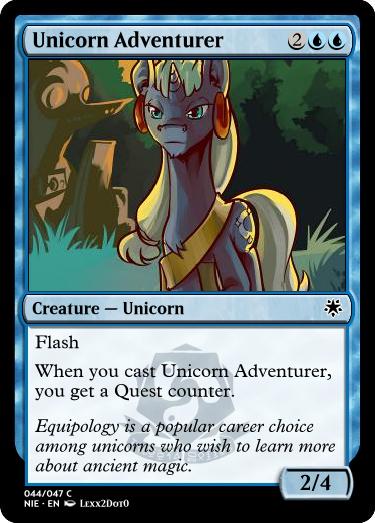 Unicorn Adventurer 2
Creature — Unicorn
Flash
When you cast Unicorn Adventurer,
you get a Quest counter.
Equipology is a popular career choice
among unicorns who wish to learn more
about ancient magic.
2/4
044/047 C
NIE • EN Lexx2Dot0